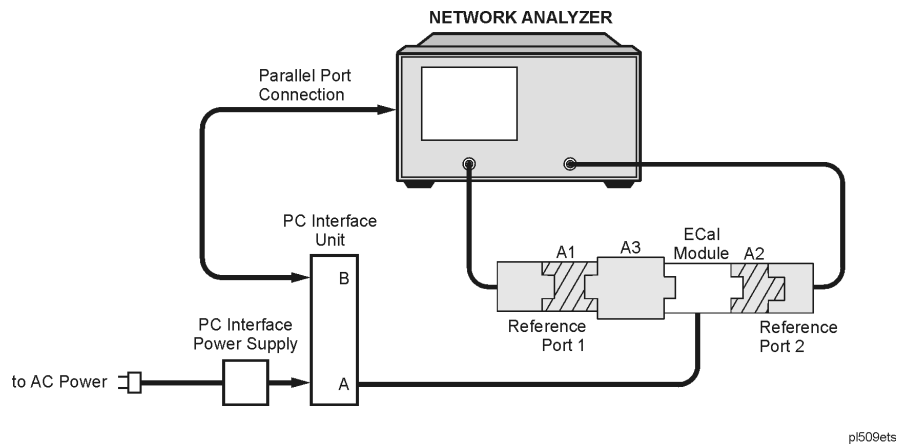 NETWORK ANALYZER
Parallel Port
Connection
PC Interface
Unit
B
PC Interface
Power Supply
to AC Power
A
A1
A3
ECal
Module
A2
Reference
Port 1
Reference
Port 2
pl509ets